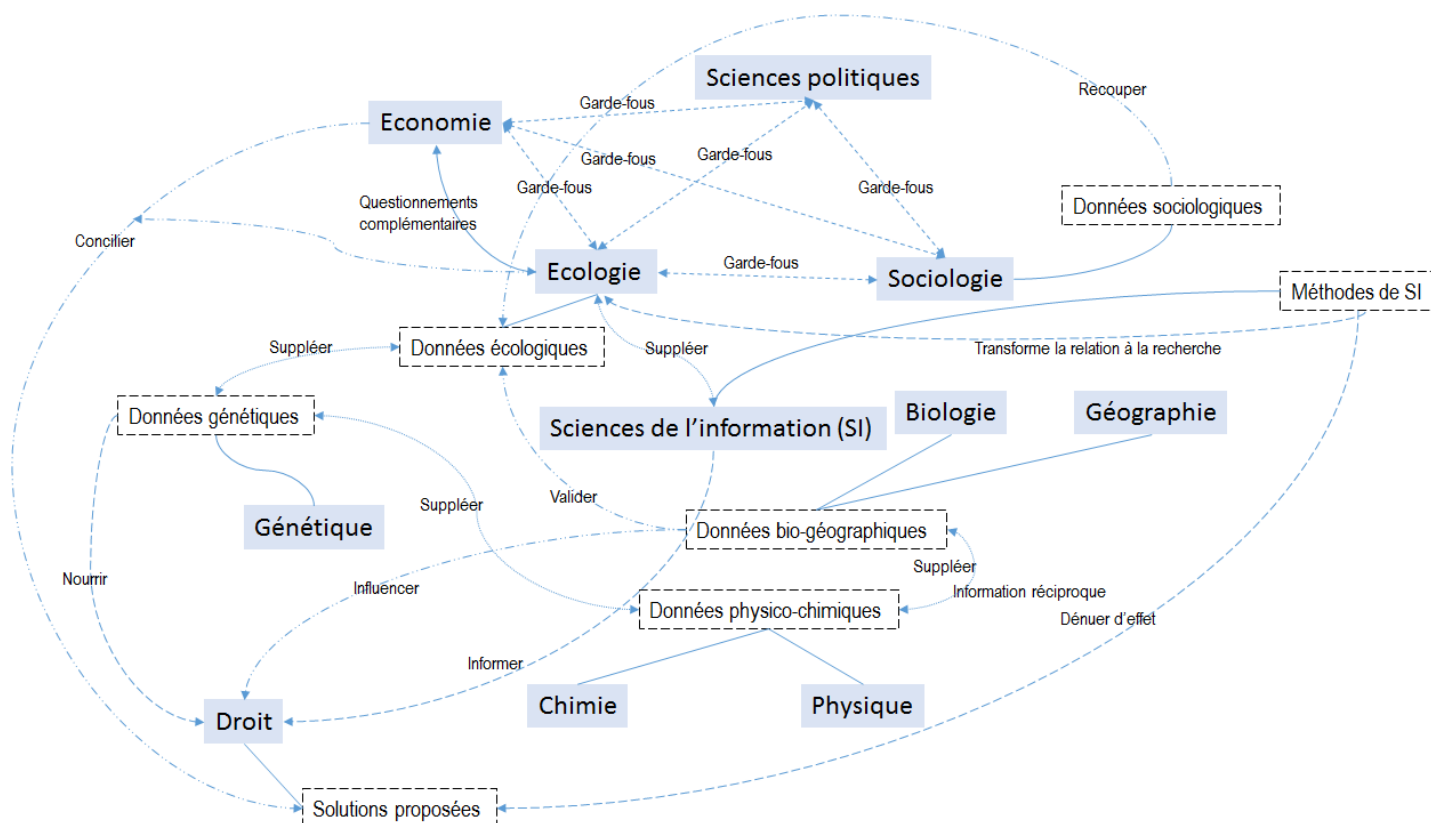 Sciences politiques
Recouper
Garde-fous
Economie
Garde-fous
Garde-fous
Garde-fous
Garde-fous
Questionnements
complémentaires
Données sociologiques
Concilier
Ecologie
Garde-fous
Sociologie
Méthodes de SI
Suppléer
Données écologiques
Suppléer
Transforme la relation à la recherche
Données génétiques
Sciences de l'information (SI)
Biologie
Géographie
Suppléer
Valider
Génétique
Données bio-géographiques
Suppléer
Nourrir
Influencer
Information réciproque
Données physico-chimiques
Dénuer d'effet
Informer
Droit
Chimie
Physique
Solutions proposées